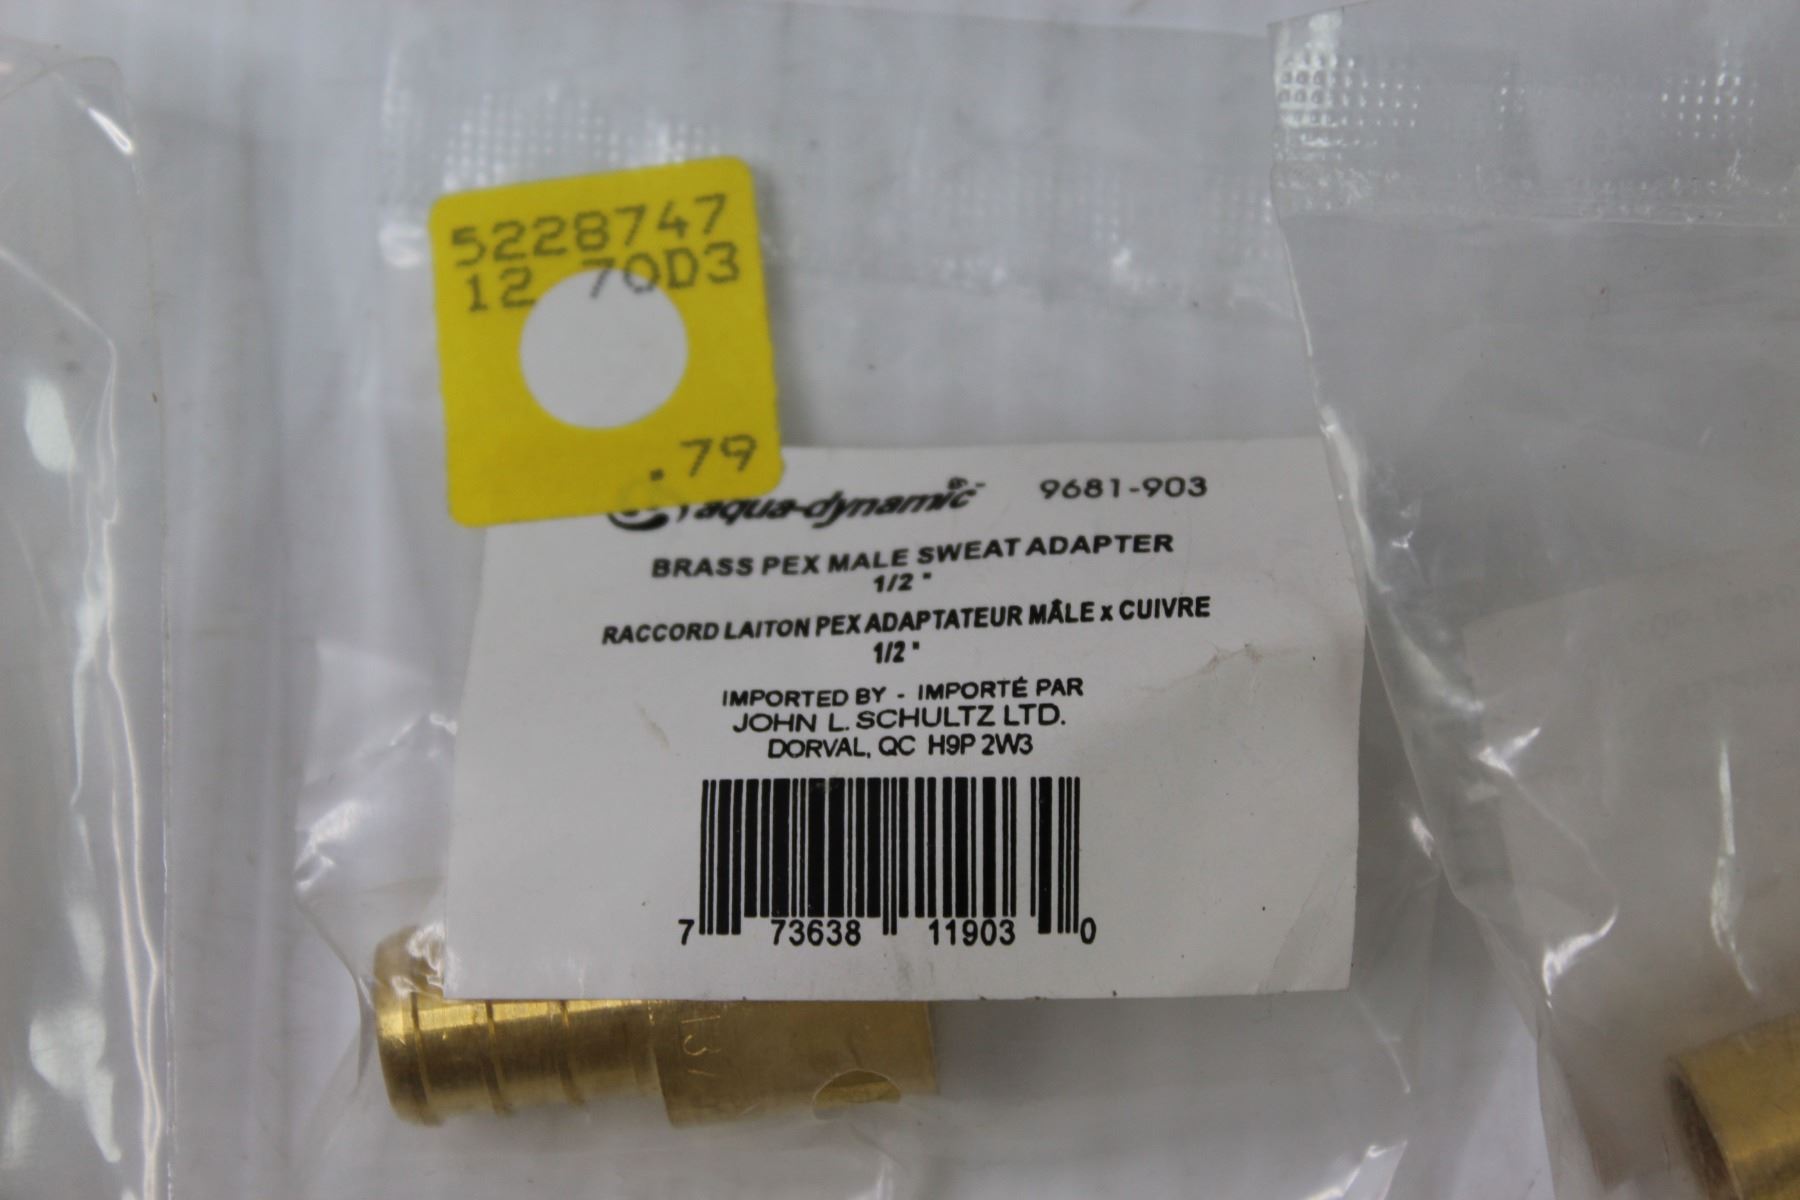 5228747
12 70D3
.79
aqua-dynamic® 9681-903
BRASS PEX MALE SWEAT ADAPTER
1/2"
RACCORD LAITON PEX ADAPTATEUR MÂLE x CUIVRE
1/2"
IMPORTED BY - IMPORTÉ PAR
JOHN L. SCHULTZ LTD.
DORVAL, QC H9P 2W3
7 73638 11903 0